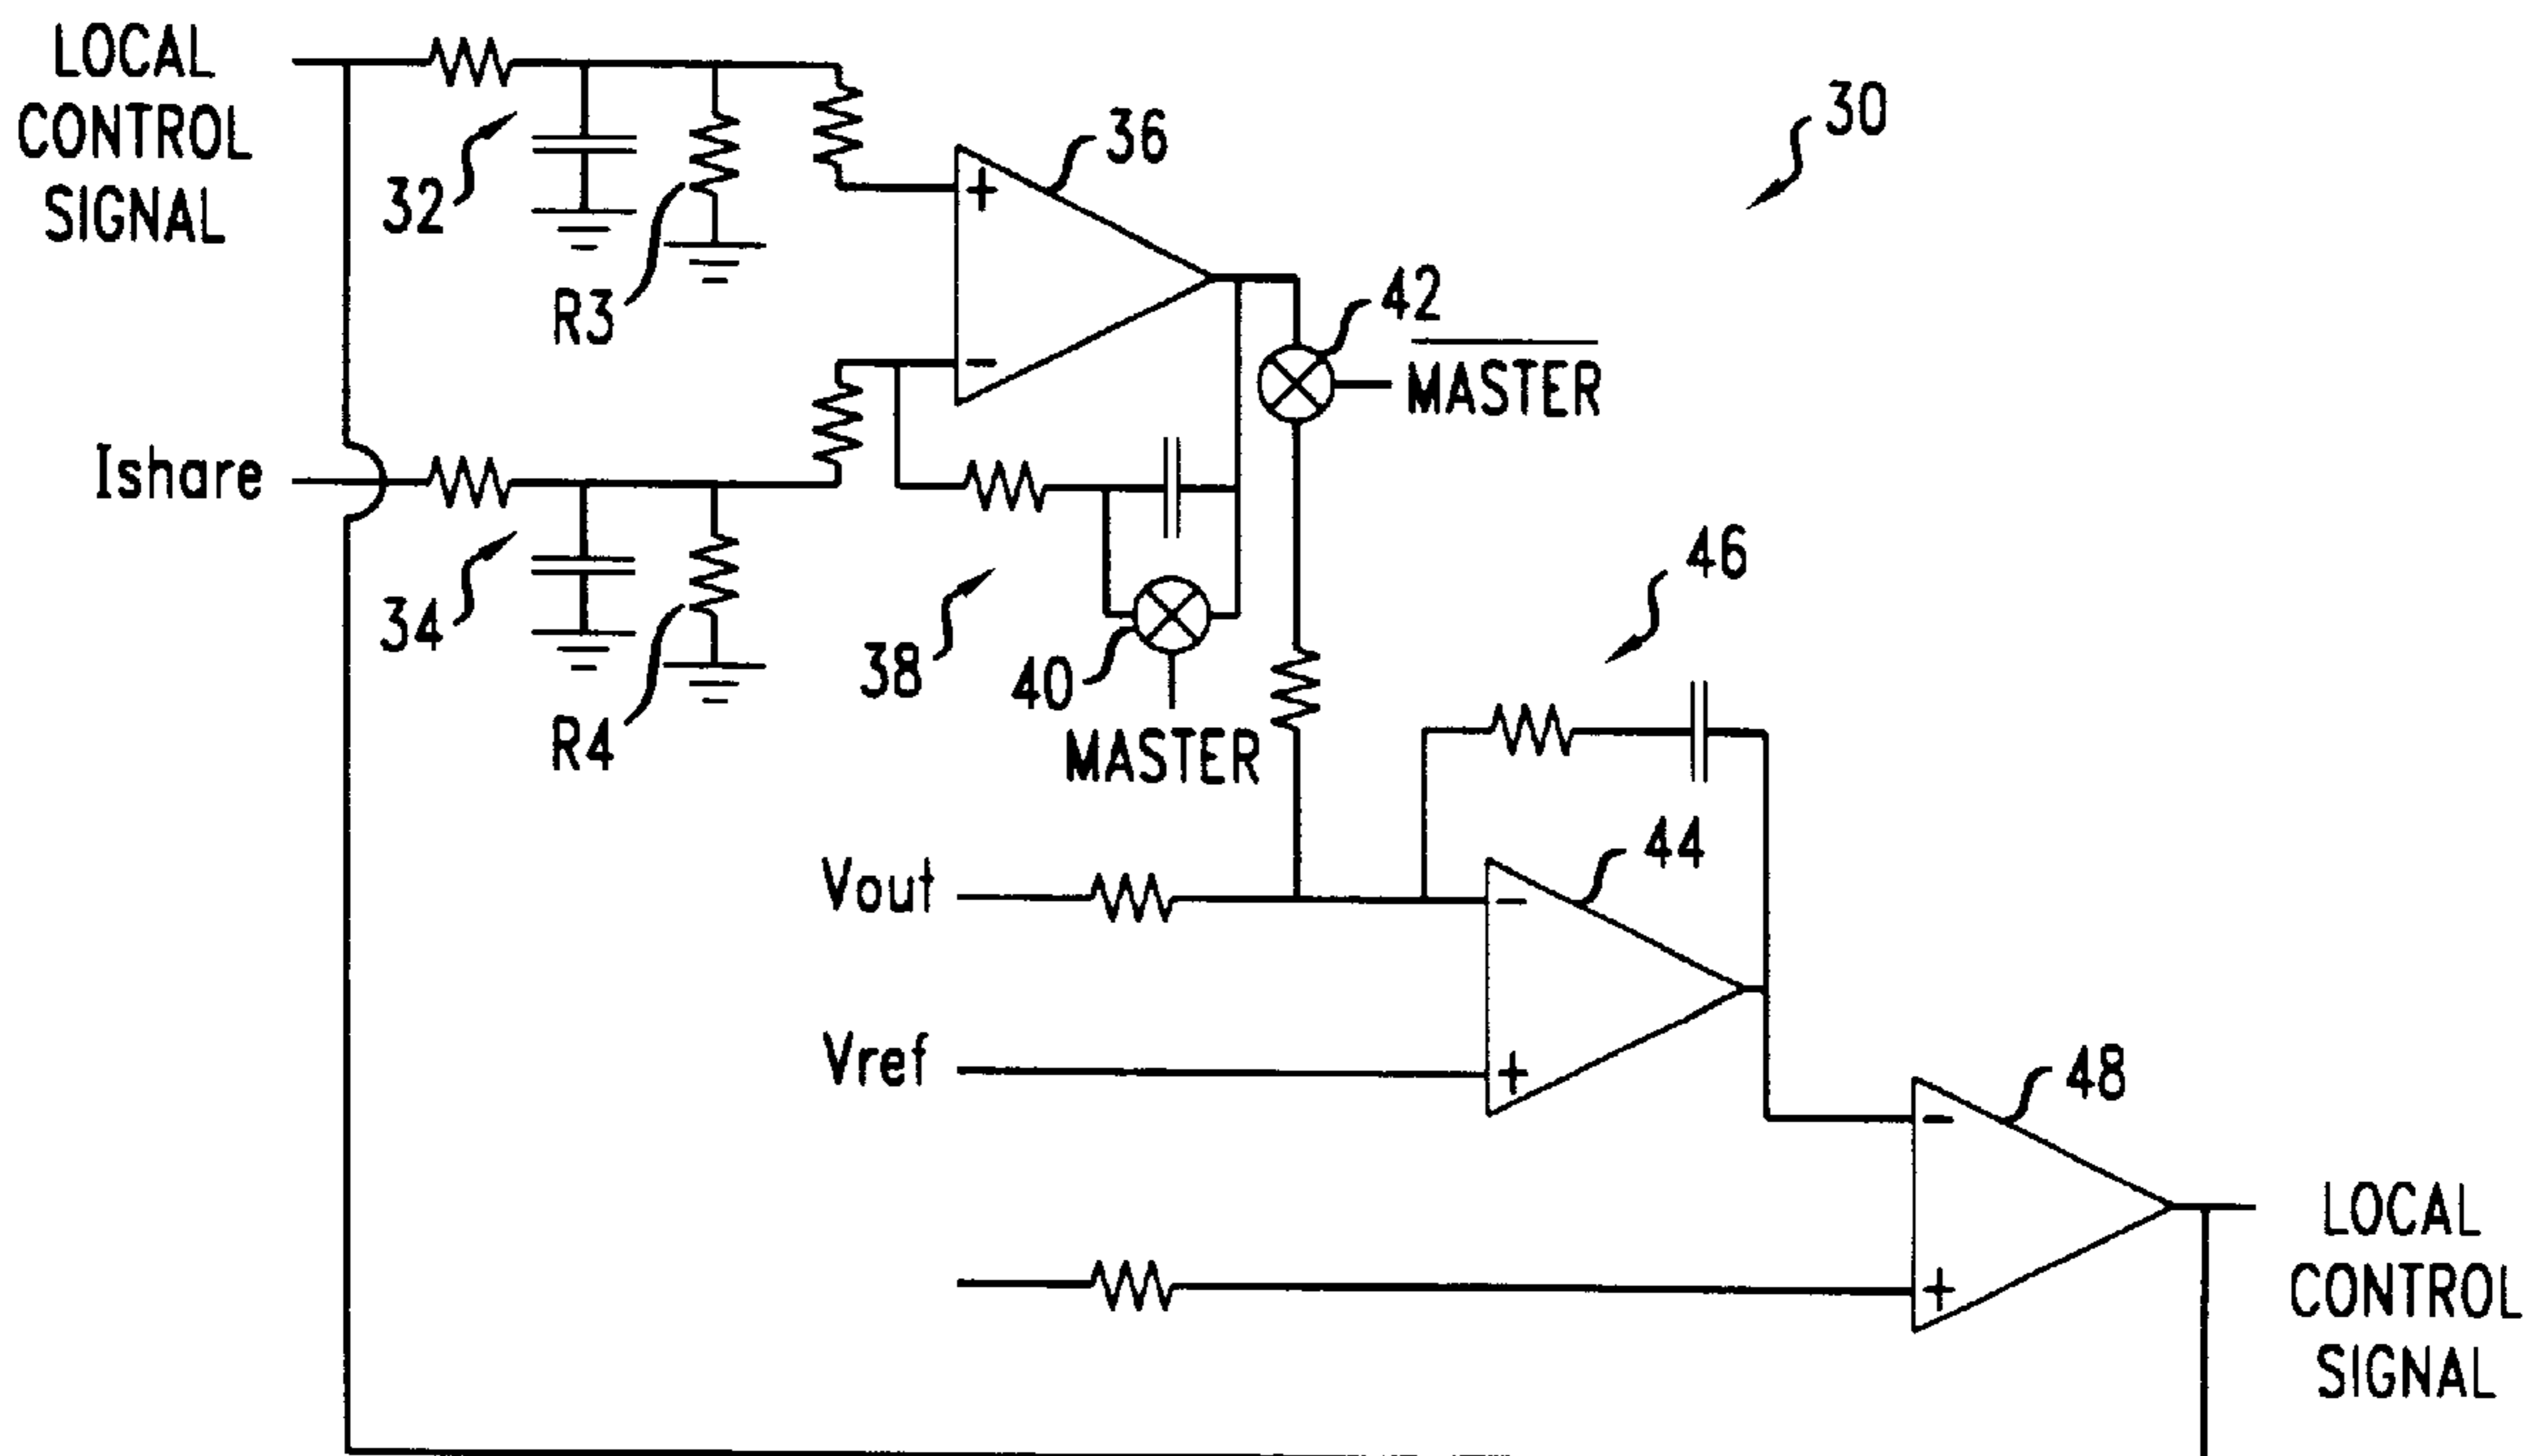 LOCAL
CONTROL
SIGNAL
32
R3
+
36
30
42
MASTER
-
Ishare
34
R4
38
40
MASTER
46
Vout
-
44
Vref
+
48
-
+
LOCAL
CONTROL
SIGNAL